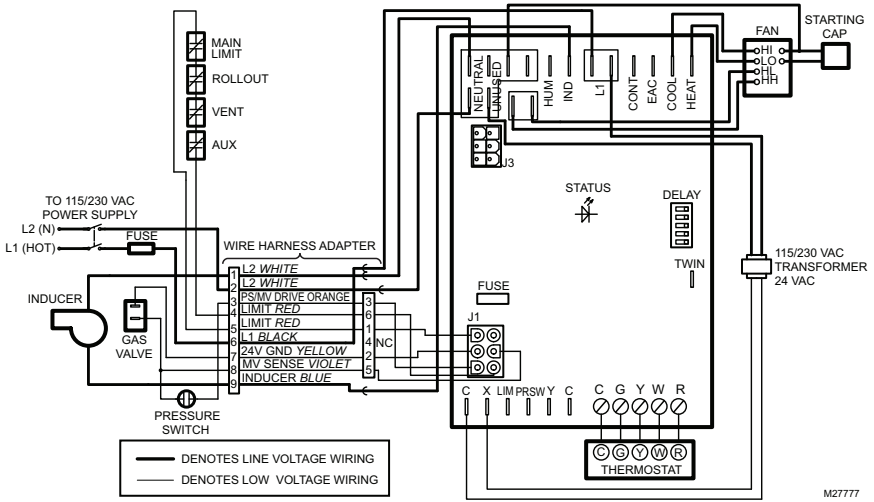 MAIN
LIMIT
ROLLOUT
VENT
AUX
TO 115/230 VAC
POWER SUPPLY
L2 (N)
L1 (HOT)
FUSE
WIRE HARNESS ADAPTER
1 L2 WHITE
2 L2 WHITE
3 PS/MV DRIVE ORANGE 3
4 LIMIT RED 6
5 LIMIT RED 1
6 L1 BLACK 4 NC
7 24V GND YELLOW 2
8 MV SENSE VIOLET 5
9 INDUCER BLUE
INDUCER
GAS
VALVE
PRESSURE
SWITCH
DENOTES LINE VOLTAGE WIRING
DENOTES LOW VOLTAGE WIRING
NEUTRAL
UNUSED
HUM
IND
L1
CONT
EAC
COOL
HEAT
J3
STATUS
DELAY
TWIN
FUSE
J1
C X LIM PRSW Y C
C G Y W R
C G Y W R
THERMOSTAT
FAN
HI
LO
HL
HH
STARTING
CAP
115/230 VAC
TRANSFORMER
24 VAC
M27777